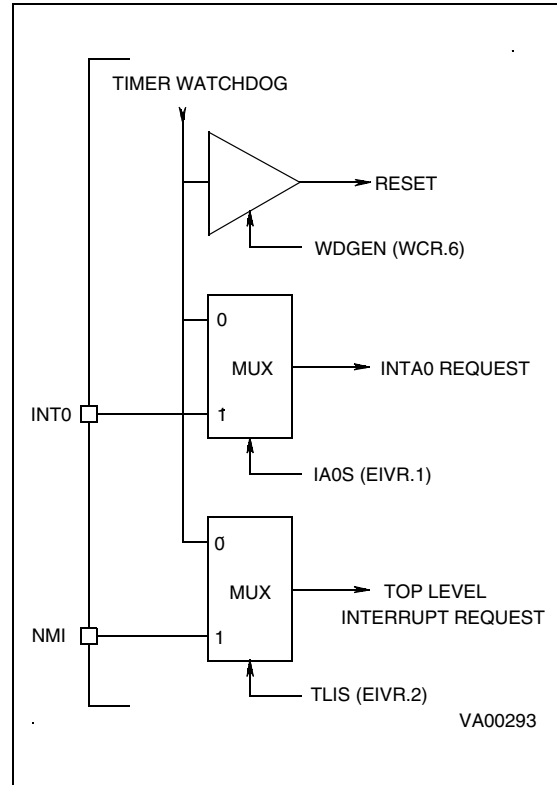 TIMER WATCHDOG
RESET
WDGEN (WCR.6)
0
MUX
INTA0 REQUEST
INT0
1
IA0S (EIVR.1)
0
MUX
TOP LEVEL
INTERRUPT REQUEST
NMI
1
TLIS (EIVR.2)
VA00293